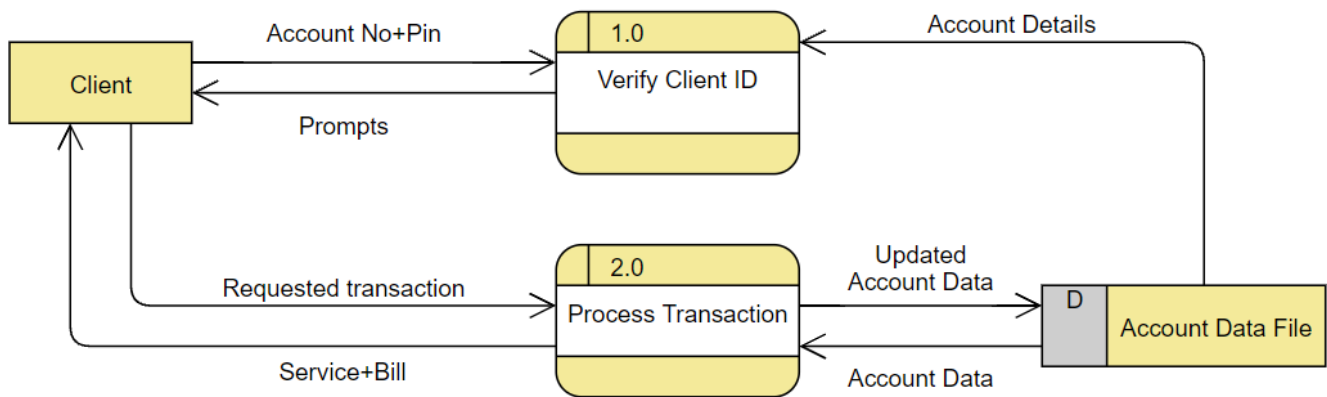 Account No+Pin
1.0
Account Details
Client
Verify Client ID
Prompts
2.0
Updated
Account Data
Requested transaction
Process Transaction
D
Account Data File
Service+Bill
Account Data